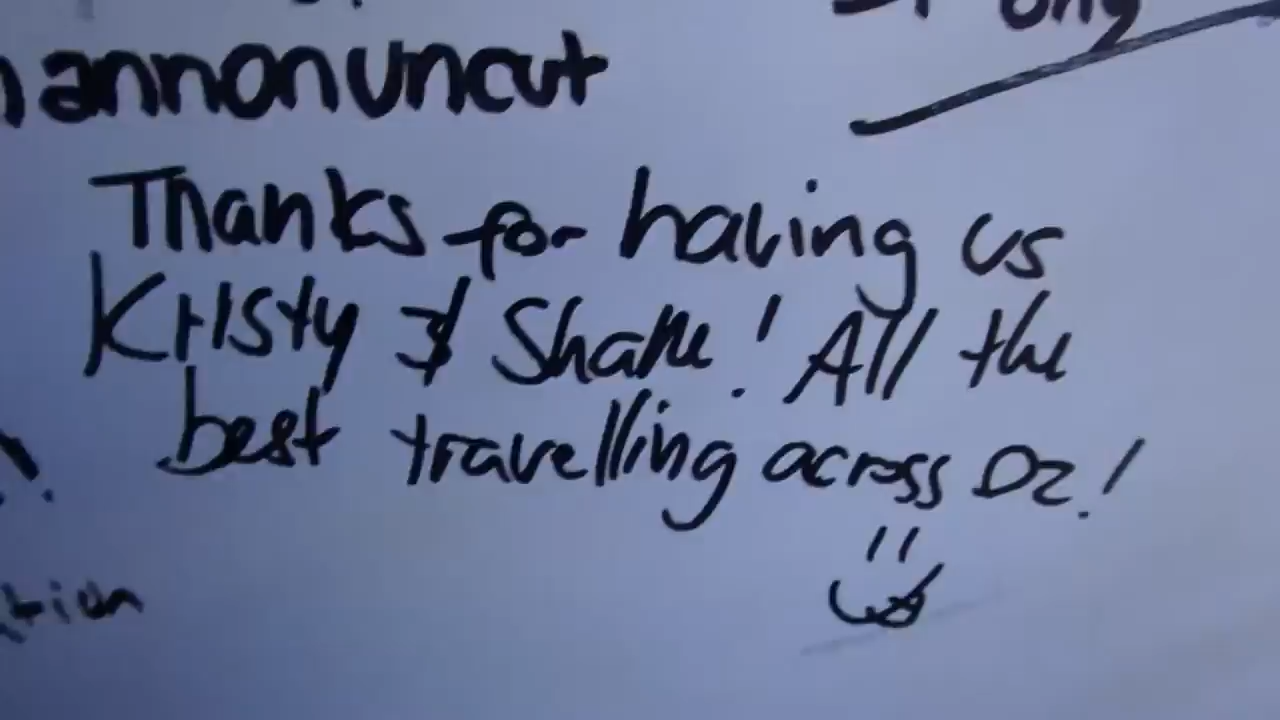 annonuncut
Thanks for having us
Kristy & Shane! All the
best travelling across Oz!